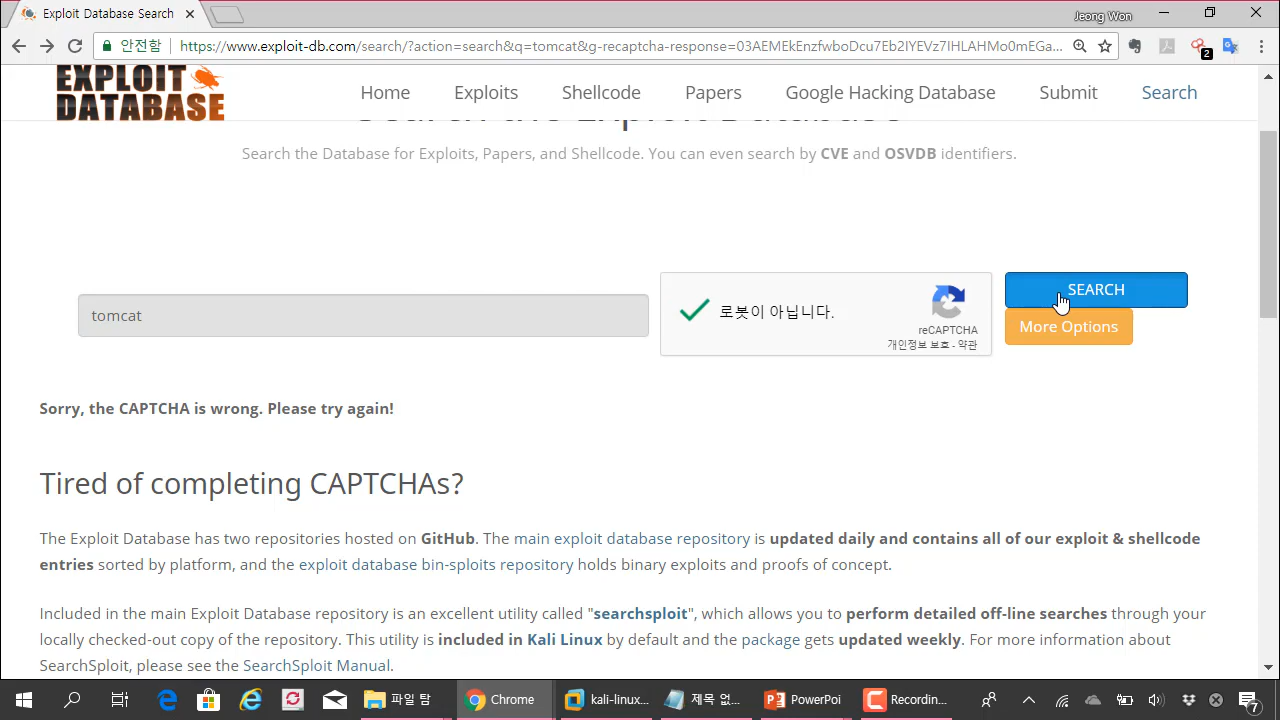 Exploit Database Search
Jeong Won
안전함
https://www.exploit-db.com/search/?action=search&q=tomcat&g-recaptcha-response=03AEMEkEnzfwboDcu7Eb2IYEVz7IHLAHMo0mEGa...
2
EXPLOIT
DATABASE
Home
Exploits
Shellcode
Papers
Google Hacking Database
Submit
Search
Search the Exploit Database
Search the Database for Exploits, Papers, and Shellcode. You can even search by CVE and OSVDB identifiers.
tomcat
로봇이 아닙니다.
reCAPTCHA
개인정보 보호 - 약관
SEARCH
More Options
Sorry, the CAPTCHA is wrong. Please try again!
Tired of completing CAPTCHAs?
The Exploit Database has two repositories hosted on GitHub. The main exploit database repository is updated daily and contains all of our exploit & shellcode
entries sorted by platform, and the exploit database bin-sploits repository holds binary exploits and proofs of concept.
Included in the main Exploit Database repository is an excellent utility called "searchsploit", which allows you to perform detailed off-line searches through your
locally checked-out copy of the repository. This utility is included in Kali Linux by default and the package gets updated weekly. For more information about
SearchSploit, please see the SearchSploit Manual.
파일 탐
Chrome
kali-linux...
제목 없...
PowerPoi
Recordin...
7